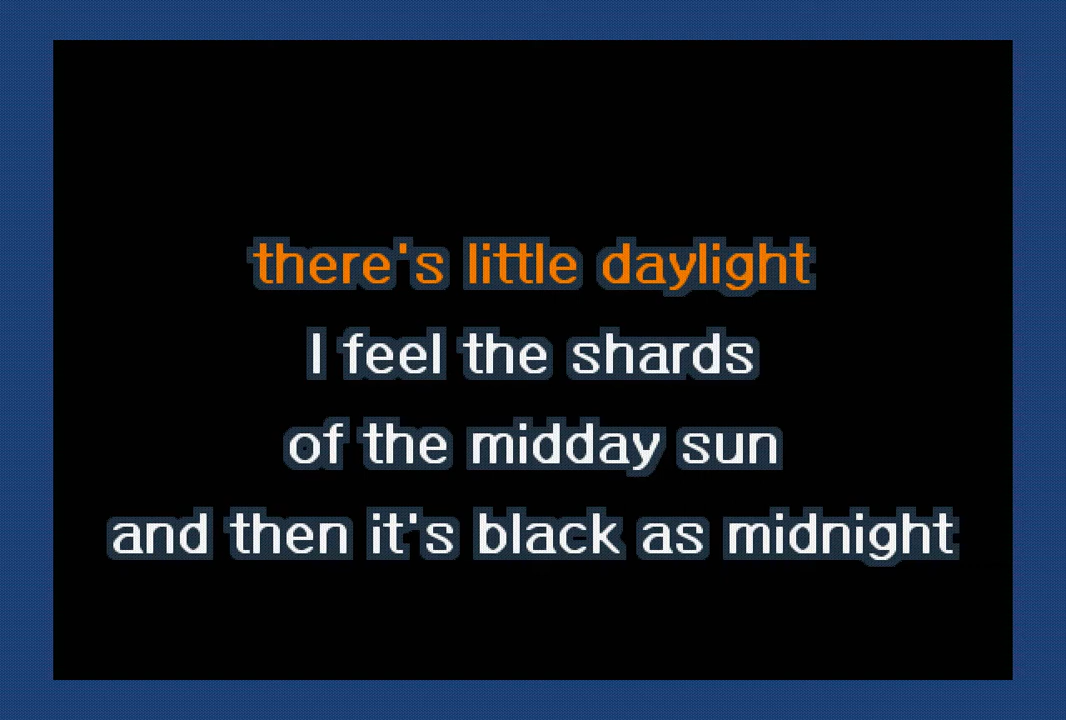 there's little daylight
I feel the shards
of the midday sun
and then it's black as midnight